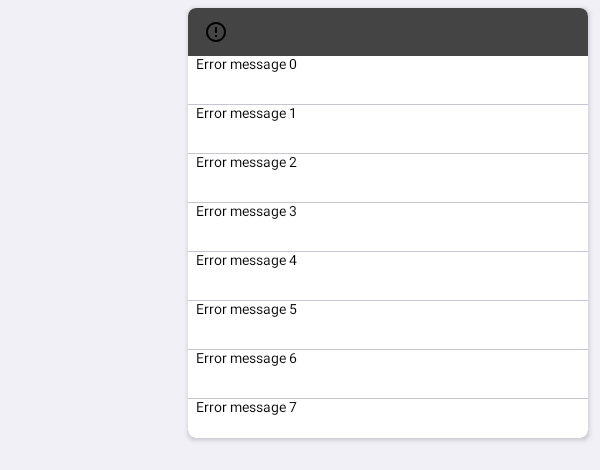 Error message 0
Error message 1
Error message 2
Error message 3
Error message 4
Error message 5
Error message 6
Error message 7